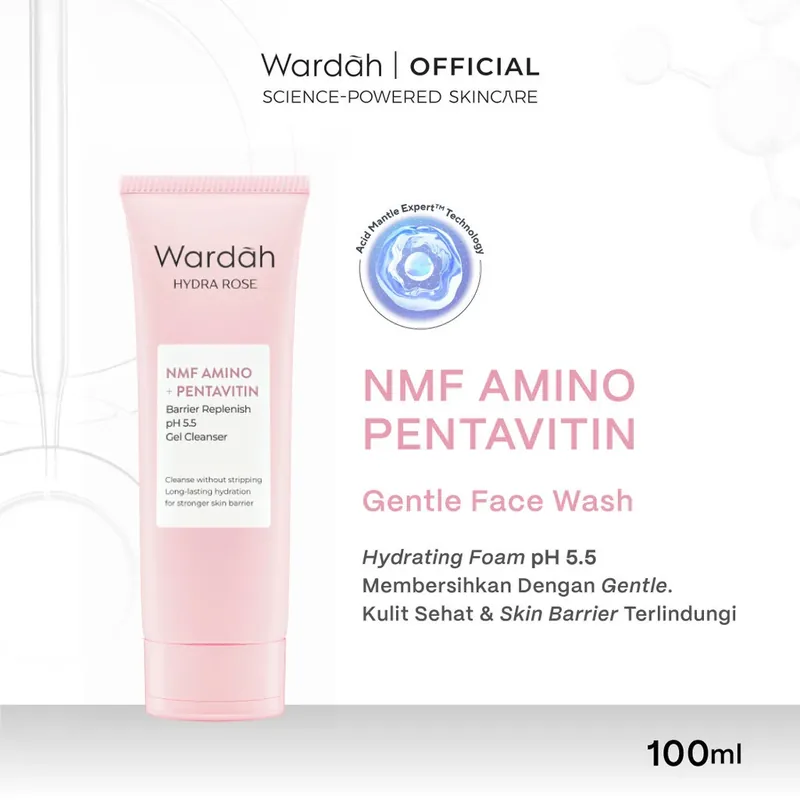 Wardah | OFFICIAL
SCIENCE-POWERED SKINCARE
Acid Mantle Expert™ Technology
Wardah
HYDRA ROSE
NMF AMINO
+ PENTAVITIN
Barrier Replenish
pH 5.5
Gel Cleanser
Cleanse without stripping
Long-lasting hydration
for stronger skin barrier
NMF AMINO
PENTAVITIN
Gentle Face Wash
Hydrating Foam pH 5.5
Membersihkan Dengan Gentle.
Kulit Sehat & Skin Barrier Terlindungi
100ml